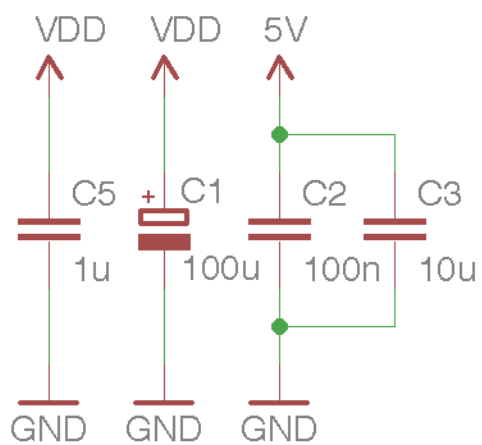 VDD VDD 5V
C5 + C1 C2 C3
1u 100u 100n 10u
GND GND GND